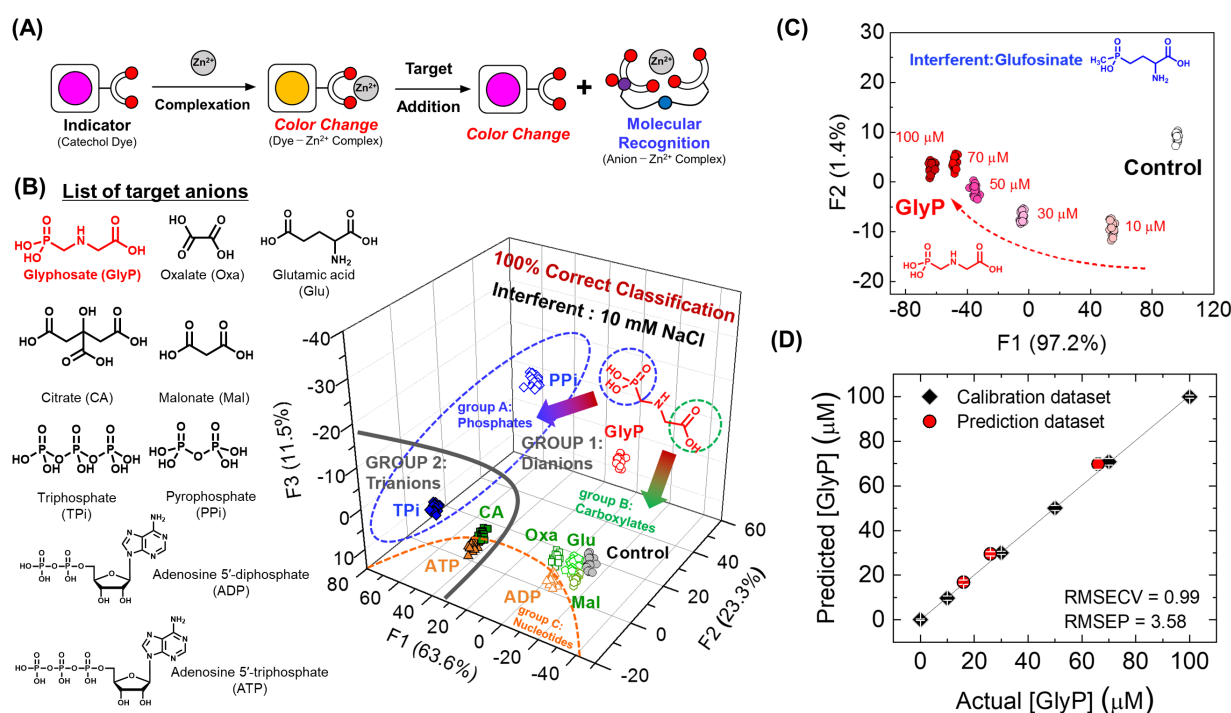 (A)
Zn2+
Complexation
Indicator
(Catechol Dye)
Zn2+
Color Change
(Dye – Zn2+ Complex)
Target
Addition
Color Change
+
Zn2+
Molecular
Recognition
(Anion – Zn2+ Complex)
(B)
List of target anions
Glyphosate (GlyP)
Oxalate (Oxa)
Glutamic acid
(Glu)
Citrate (CA)
Malonate (Mal)
Triphosphate
(TPi)
Pyrophosphate
(PPi)
Adenosine 5′-diphosphate
(ADP)
Adenosine 5′-triphosphate
(ATP)
100% Correct Classification
Interferent : 10 mM NaCl
PPi
group A:
Phosphates
GlyP
GROUP 1:
Dianions
GROUP 2:
Trianions
group B:
Carboxylates
TPi
CA
ATP
Oxa
Glu
Control
ADP
Mal
group C:
Nucleotides
F3 (11.5%)
-40
-30
-20
-10
0
10
F1 (63.6%)
80
60
40
20
0
-20
-40
F2 (23.3%)
-20
0
20
40
60
(C)
Interferent:Glufosinate
Control
100 μM
70 μM
50 μM
30 μM
10 μM
GlyP
F2 (1.4%)
30
20
10
0
-10
-20
-80
-40
0
40
80
120
F1 (97.2%)
(D)
Calibration dataset
Prediction dataset
RMSECV = 0.99
RMSEP = 3.58
Predicted [GlyP] (μM)
100
80
60
40
20
0
0
20
40
60
80
100
Actual [GlyP] (μM)